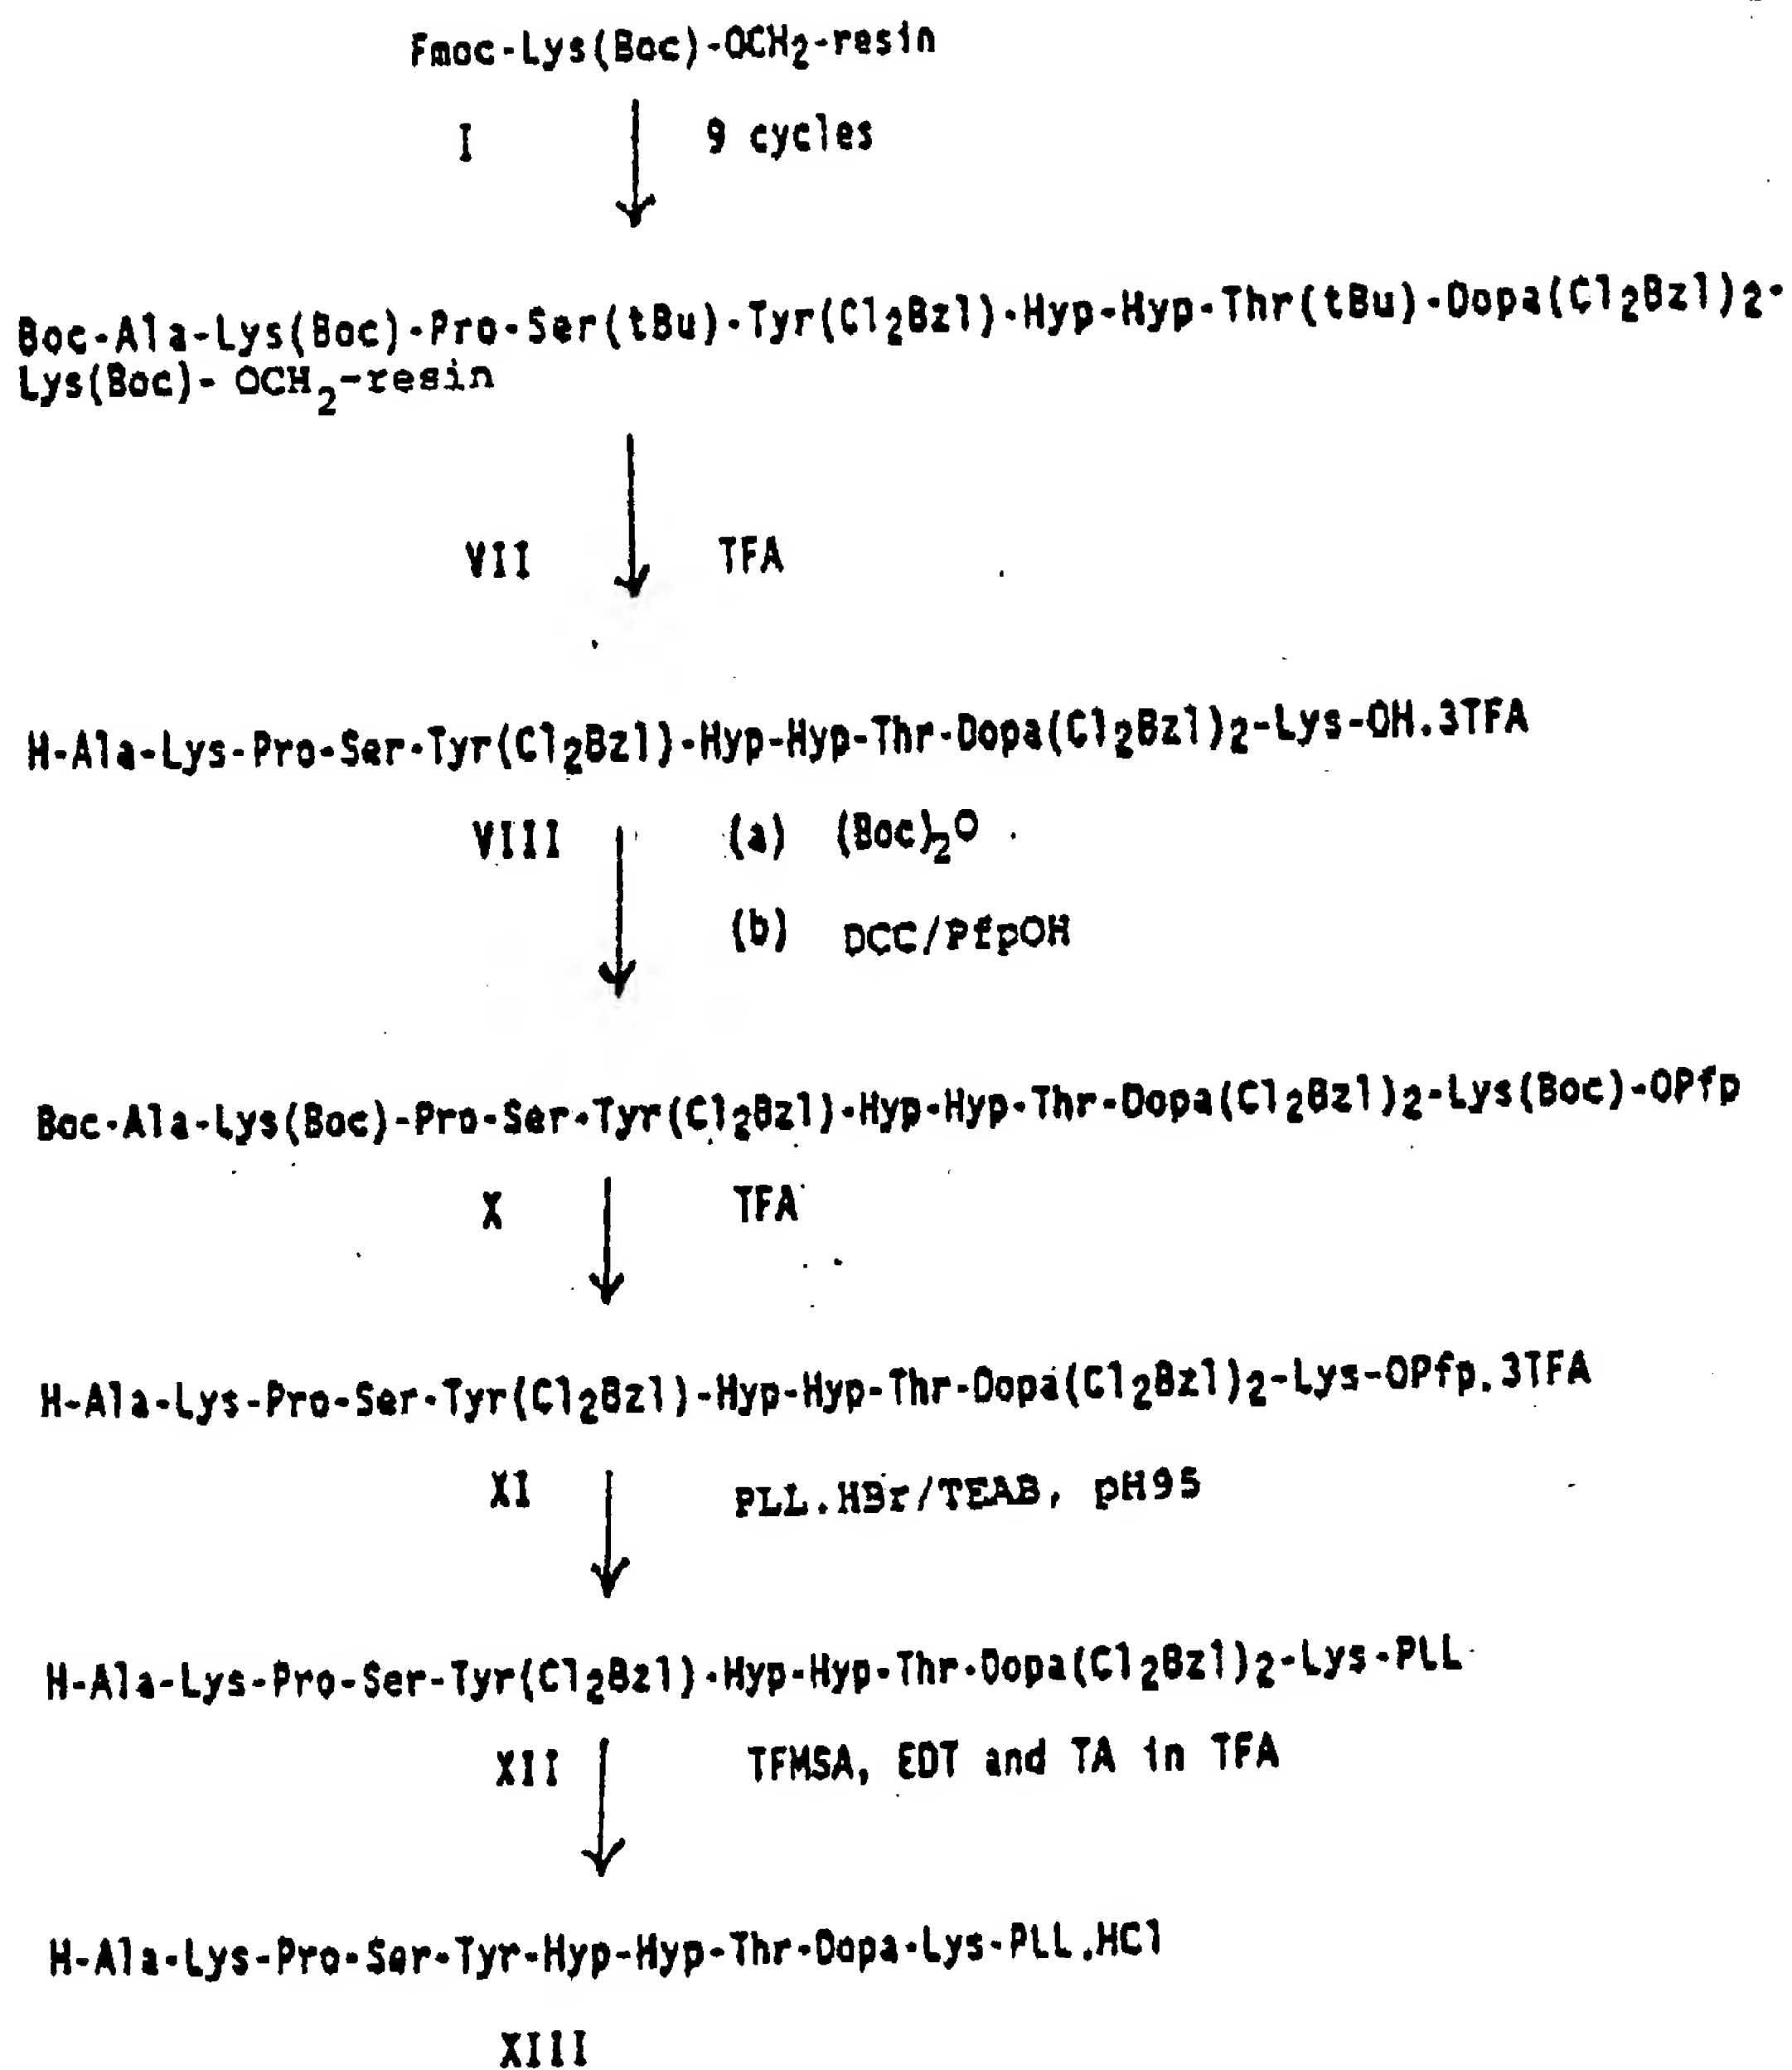 Fmoc-Lys(Boc)-OCH2-resin
I 9 cycles
Boc-Ala-Lys(Boc)-Pro-Ser(tBu)-Tyr(Cl2Bzl)-Hyp-Hyp-Thr(tBu)-Dopa(Cl2Bzl)2-
Lys(Boc)- OCH2-resin
VII TFA
H-Ala-Lys-Pro-Ser-Tyr(Cl2Bzl)-Hyp-Hyp-Thr-Dopa(Cl2Bzl)2-Lys-OH.3TFA
VIII (a) (Boc)2O
(b) DCC/PfpOH
Boc-Ala-Lys(Boc)-Pro-Ser-Tyr(Cl2Bzl)-Hyp-Hyp-Thr-Dopa(Cl2Bzl)2-Lys(Boc)-OPfp
X TFA
H-Ala-Lys-Pro-Ser-Tyr(Cl2Bzl)-Hyp-Hyp-Thr-Dopa(Cl2Bzl)2-Lys-OPfp.3TFA
XI PLL.HBr/TEAB, pH95
H-Ala-Lys-Pro-Ser-Tyr(Cl2Bzl)-Hyp-Hyp-Thr-Dopa(Cl2Bzl)2-Lys-PLL
XII TFMSA, EDT and TA in TFA
H-Ala-Lys-Pro-Ser-Tyr-Hyp-Hyp-Thr-Dopa-Lys-PLL.HCl
XIII